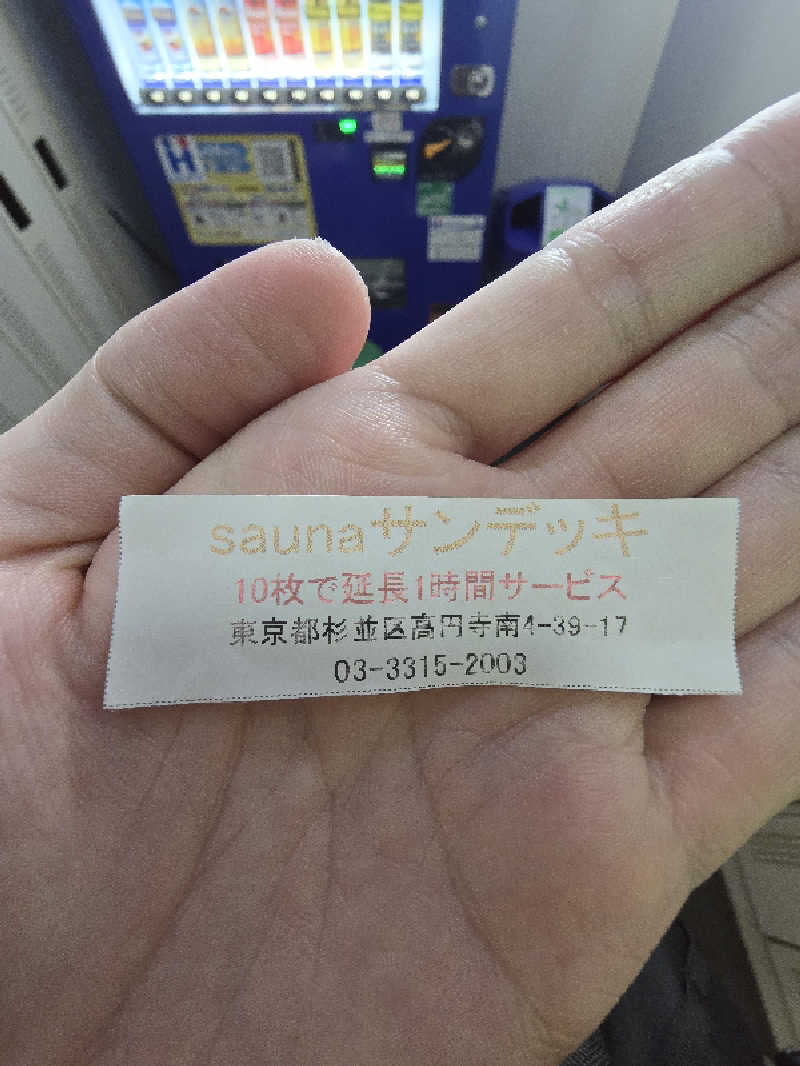 saunaサンデッキ
10枚で延長1時間サービス
東京都杉並区高円寺南4-39-17
03-3315-2003